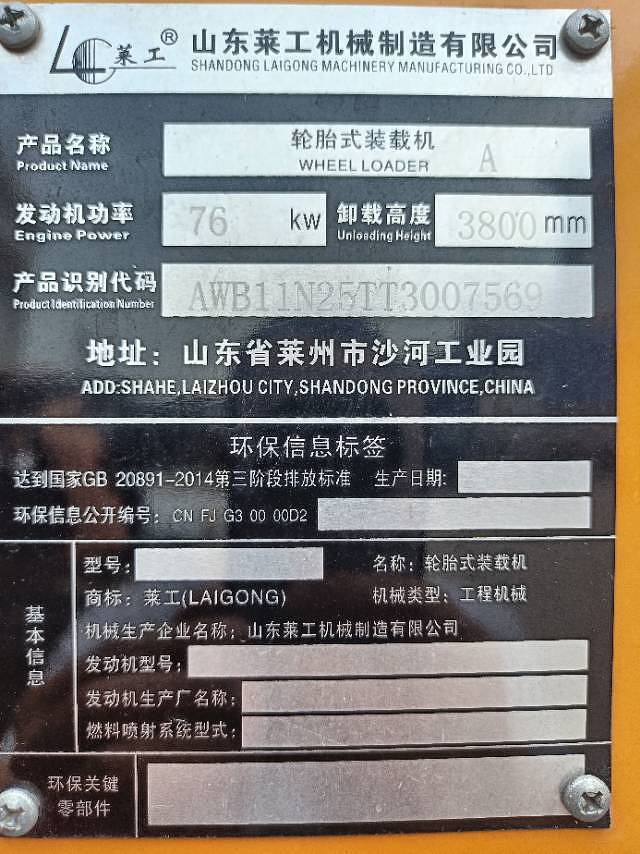 LC 莱工® 山东莱工机械制造有限公司
SHANDONG LAIGONG MACHINERY MANUFACTURING CO.,LTD
产品名称 轮胎式装载机
Product Name WHEEL LOADER A
发动机功率 76 kw 卸载高度 3800 mm
Engine Power Unloading Height
产品识别代码 AWB11N25TT3007569
Product Identification Number
地址：山东省莱州市沙河工业园
ADD:SHAHE,LAIZHOU CITY,SHANDONG PROVINCE,CHINA
环保信息标签
达到国家GB 20891-2014第三阶段排放标准 生产日期:
环保信息公开编号：CN FJ G3 00 00D2
基本信息
型号: 名称：轮胎式装载机
商标：莱工(LAIGONG) 机械类型：工程机械
机械生产企业名称：山东莱工机械制造有限公司
发动机型号:
发动机生产厂名称:
燃料喷射系统型式:
环保关键
零部件